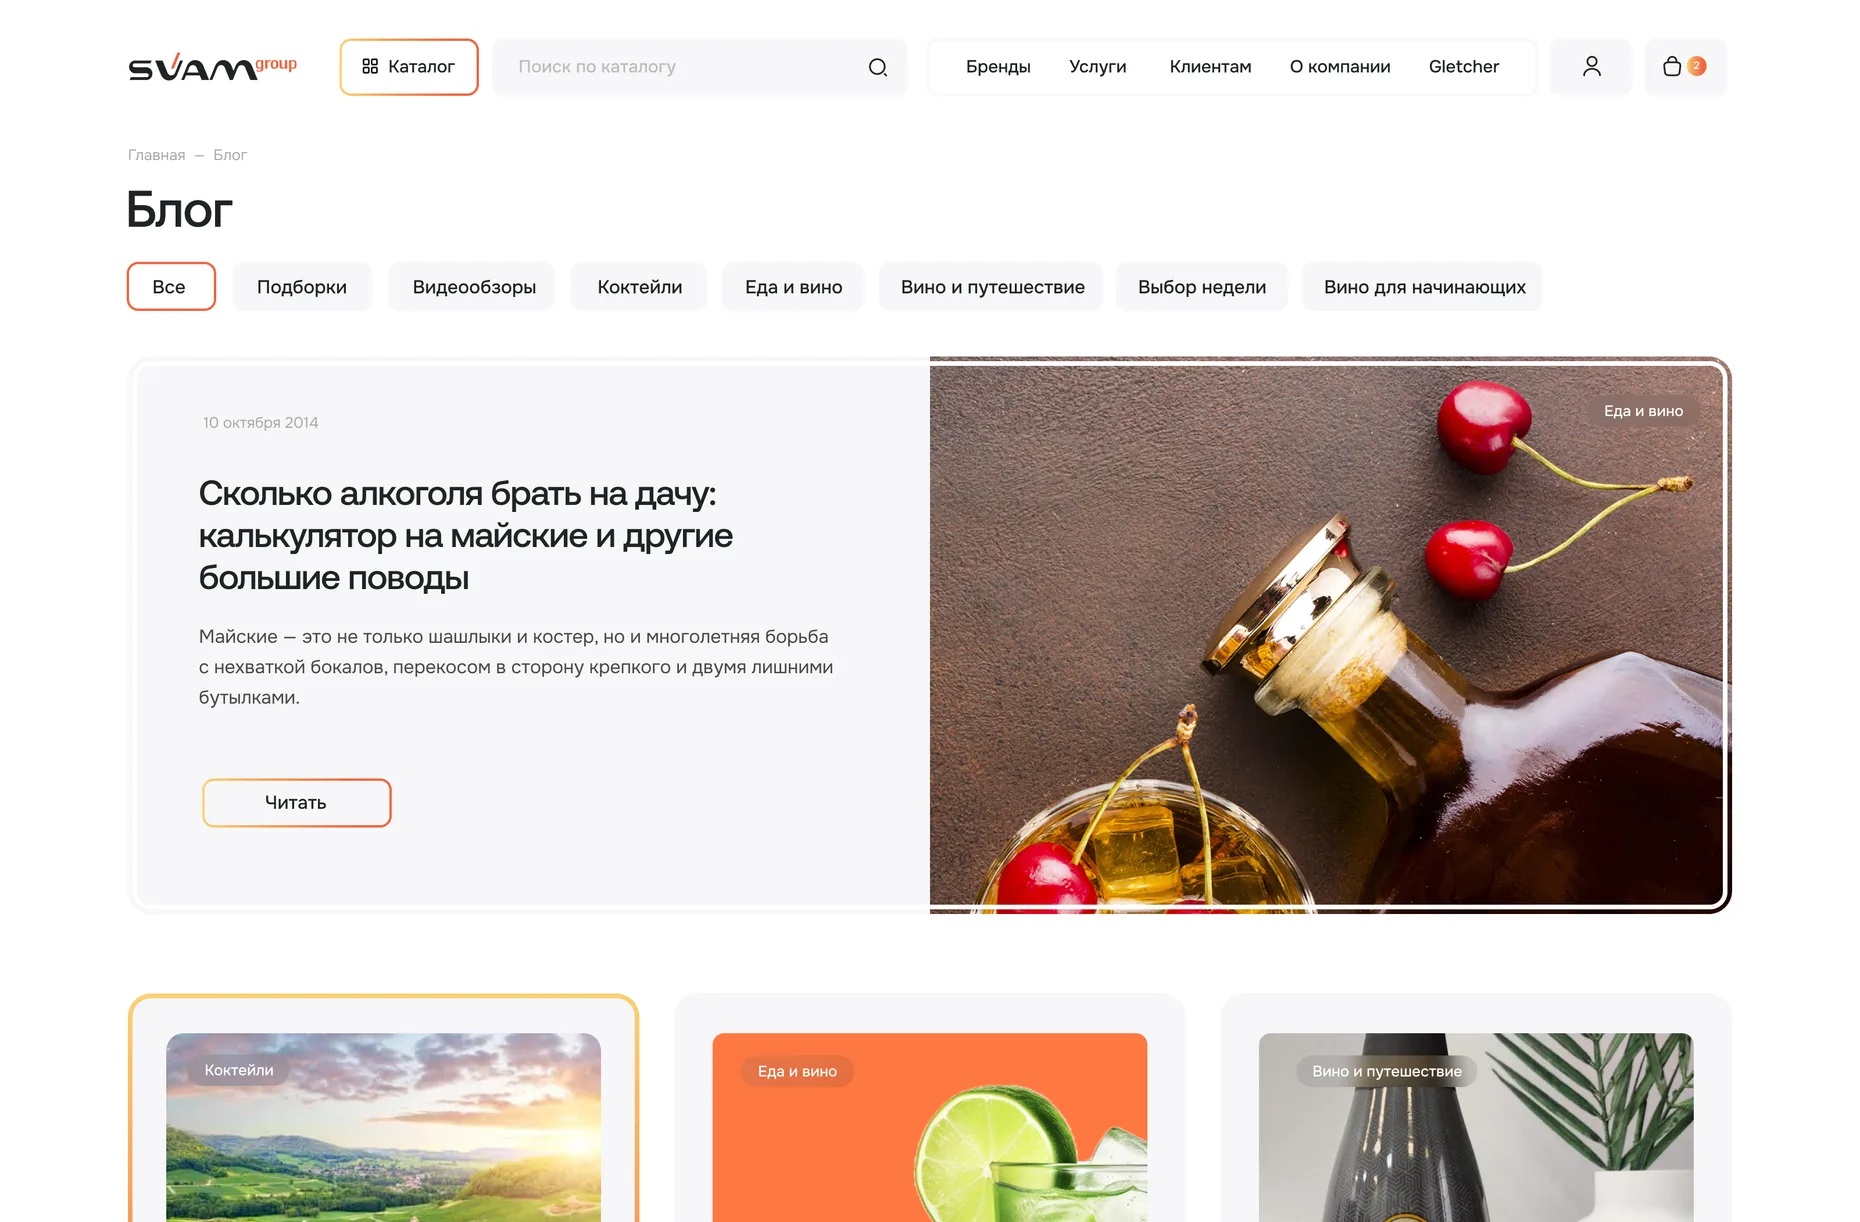 SVAM group
Каталог
Поиск по каталогу
Бренды
Услуги
Клиентам
О компании
Gletcher
2
Главная — Блог
Блог
Все
Подборки
Видеообзоры
Коктейли
Еда и вино
Вино и путешествие
Выбор недели
Вино для начинающих
10 октября 2014
Еда и вино
Сколько алкоголя брать на дачу:
калькулятор на майские и другие
большие поводы
Майские — это не только шашлыки и костер, но и многолетняя борьба
с нехваткой бокалов, перекосом в сторону крепкого и двумя лишними
бутылками.
Читать
Коктейли
Еда и вино
Вино и путешествие